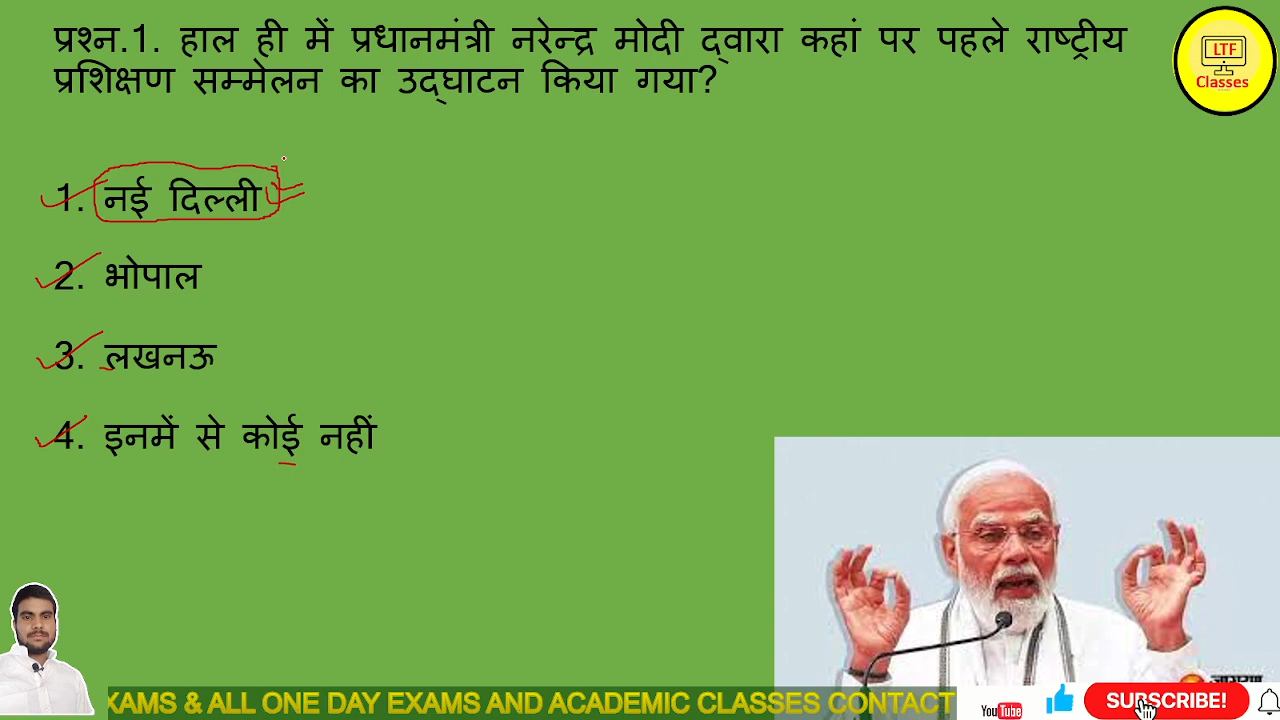 प्रश्न.1. हाल ही में प्रधानमंत्री नरेन्द्र मोदी द्वारा कहां पर पहले राष्ट्रीय
प्रशिक्षण सम्मेलन का उद्घाटन किया गया?
LTF
Classes
1. नई दिल्ली
2. भोपाल
3. लखनऊ
4. इनमें से कोई नहीं
जागरण
XAMS & ALL ONE DAY EXAMS AND ACADEMIC CLASSES CONTACT
YouTube
SUBSCRIBE!